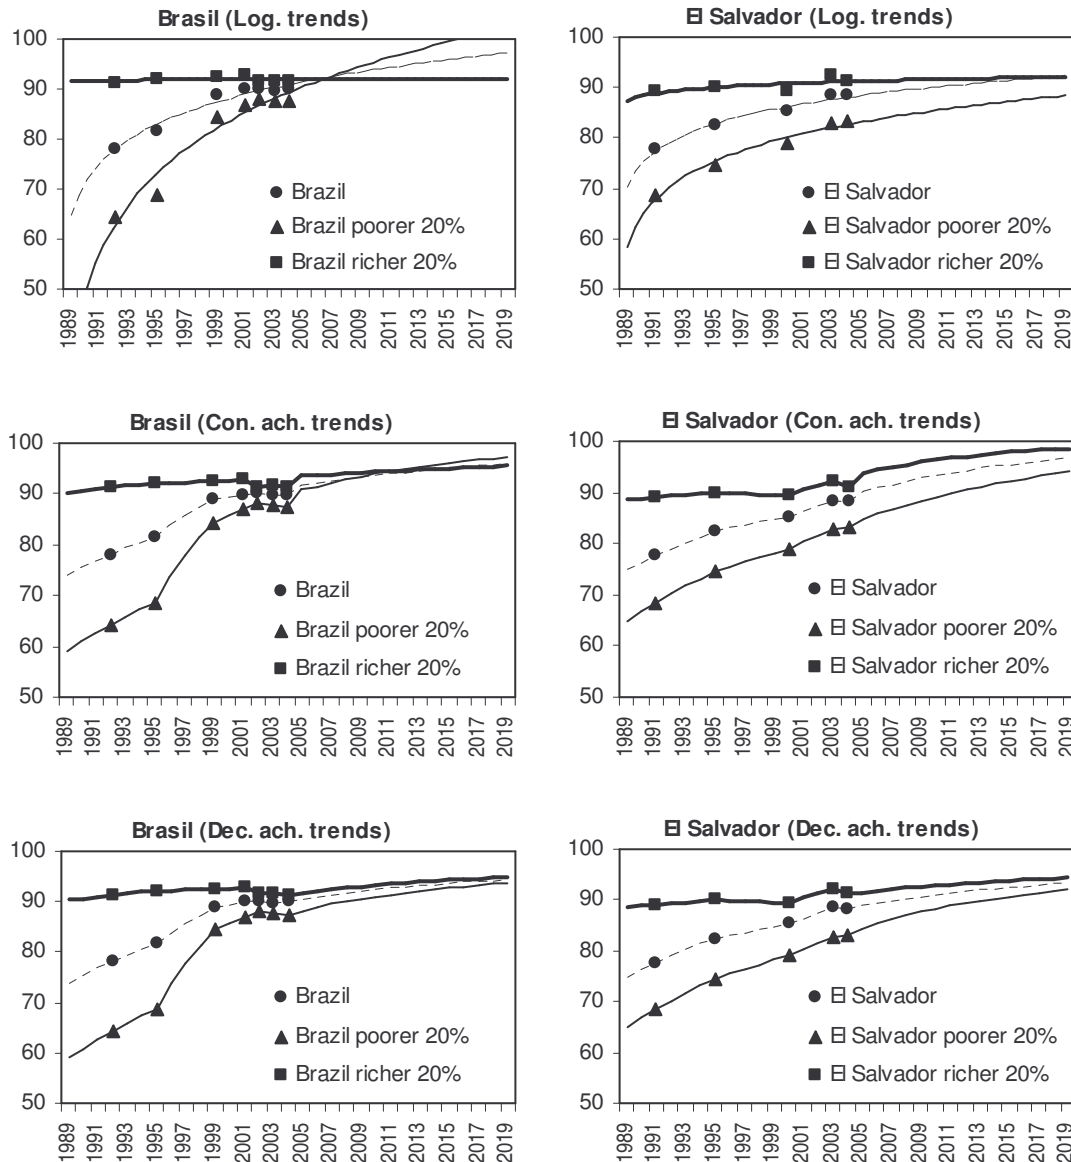 Brasil (Log. trends)
100
90
80
70
60
50
Brazil
Brazil poorer 20%
Brazil richer 20%
1989 1991 1993 1995 1997 1999 2001 2003 2005 2007 2009 2011 2013 2015 2017 2019
El Salvador (Log. trends)
100
90
80
70
60
50
El Salvador
El Salvador poorer 20%
El Salvador richer 20%
1989 1991 1993 1995 1997 1999 2001 2003 2005 2007 2009 2011 2013 2015 2017 2019
Brasil (Con. ach. trends)
100
90
80
70
60
50
Brazil
Brazil poorer 20%
Brazil richer 20%
1989 1991 1993 1995 1997 1999 2001 2003 2005 2007 2009 2011 2013 2015 2017 2019
El Salvador (Con. ach. trends)
100
90
80
70
60
50
El Salvador
El Salvador poorer 20%
El Salvador richer 20%
1989 1991 1993 1995 1997 1999 2001 2003 2005 2007 2009 2011 2013 2015 2017 2019
Brasil (Dec. ach. trends)
100
90
80
70
60
50
Brazil
Brazil poorer 20%
Brazil richer 20%
1989 1991 1993 1995 1997 1999 2001 2003 2005 2007 2009 2011 2013 2015 2017 2019
El Salvador (Dec. ach. trends)
100
90
80
70
60
50
El Salvador
El Salvador poorer 20%
El Salvador richer 20%
1989 1991 1993 1995 1997 1999 2001 2003 2005 2007 2009 2011 2013 2015 2017 2019